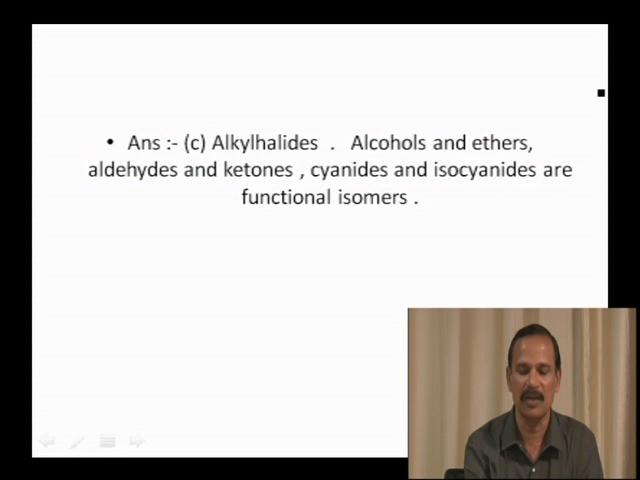 • Ans :- (c) Alkylhalides . Alcohols and ethers,
aldehydes and ketones , cyanides and isocyanides are
functional isomers .